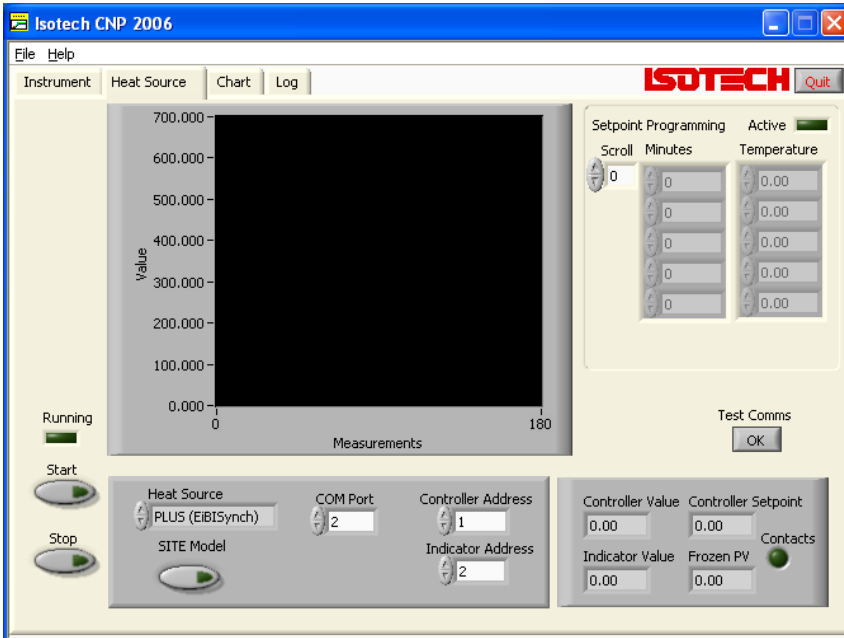 Isotech CNP 2006
File Help
Instrument Heat Source Chart Log ISOTECH Quit
700.000
600.000
500.000
400.000
300.000
200.000
100.000
0.000
Value
0 180
Measurements
Setpoint Programming Active
Scroll Minutes Temperature
0 0 0.00
0 0.00
0 0.00
0 0.00
0 0.00
Running
Start
Stop
Test Comms
OK
Heat Source COM Port Controller Address
PLUS (EiBISynch) 2 1
SITE Model Indicator Address
2
Controller Value Controller Setpoint
0.00 0.00
Contacts
Indicator Value Frozen PV
0.00 0.00